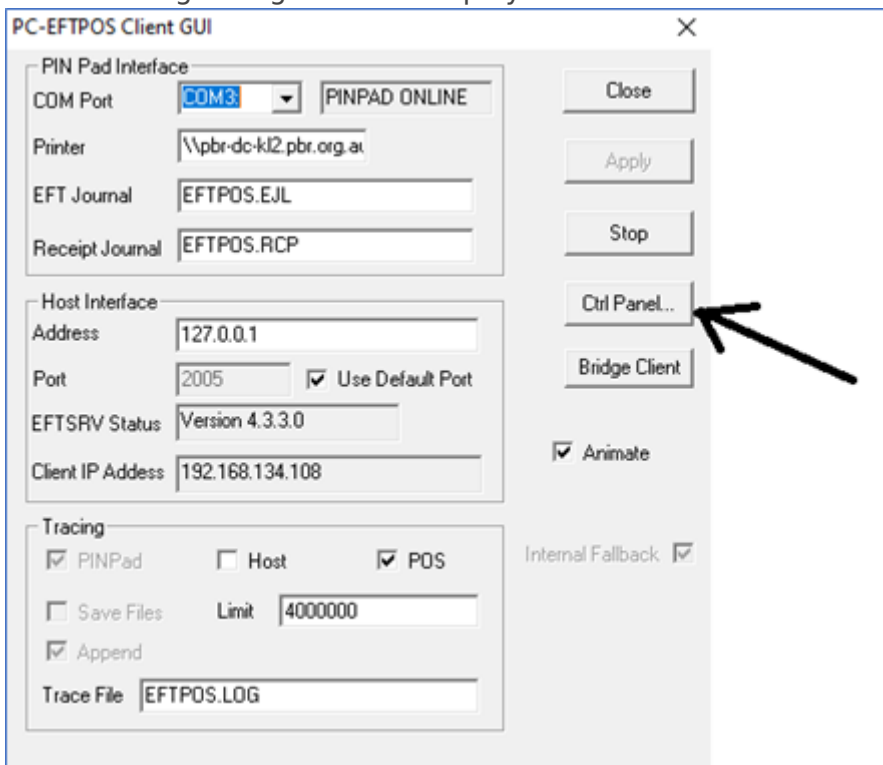 PC-EFTPOS Client GUI
PIN Pad Interface
COM Port COM3: PINPAD ONLINE
Close
Printer \\pbr-dc-kl2.pbr.org.au
Apply
EFT Journal EFTPOS.EJL
Stop
Receipt Journal EFTPOS.RCP
Host Interface
Ctrl Panel...
Address 127.0.0.1
Port 2005 Use Default Port
Bridge Client
EFTSRV Status Version 4.3.3.0
Animate
Client IP Addess 192.168.134.108
Tracing
PINPad Host POS
Internal Fallback
Save Files Limit 4000000
Append
Trace File EFTPOS.LOG